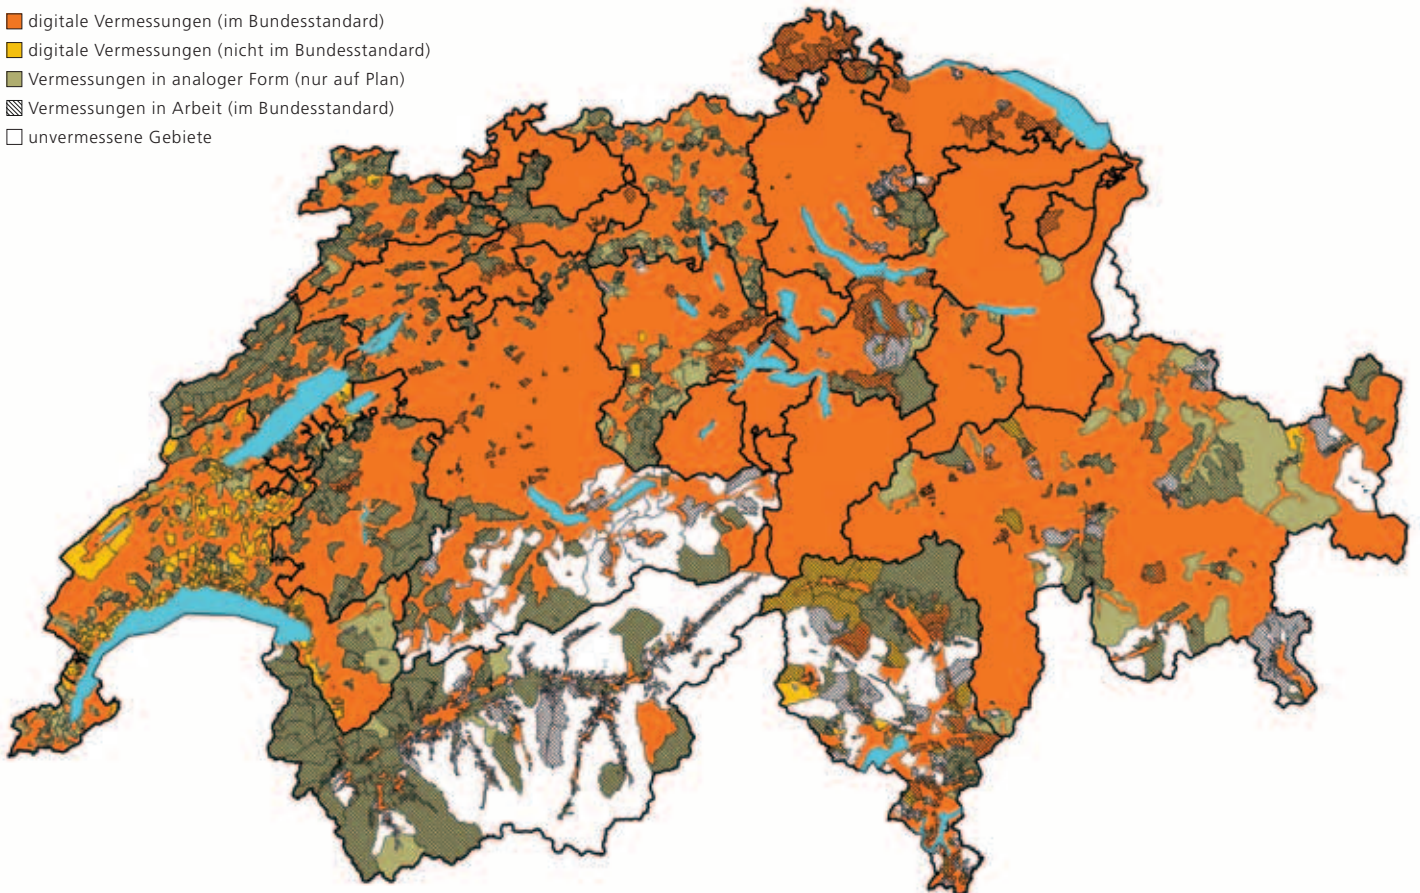 digitale Vermessungen (im Bundesstandard)
digitale Vermessungen (nicht im Bundesstandard)
Vermessungen in analoger Form (nur auf Plan)
Vermessungen in Arbeit (im Bundesstandard)
unvermessene Gebiete